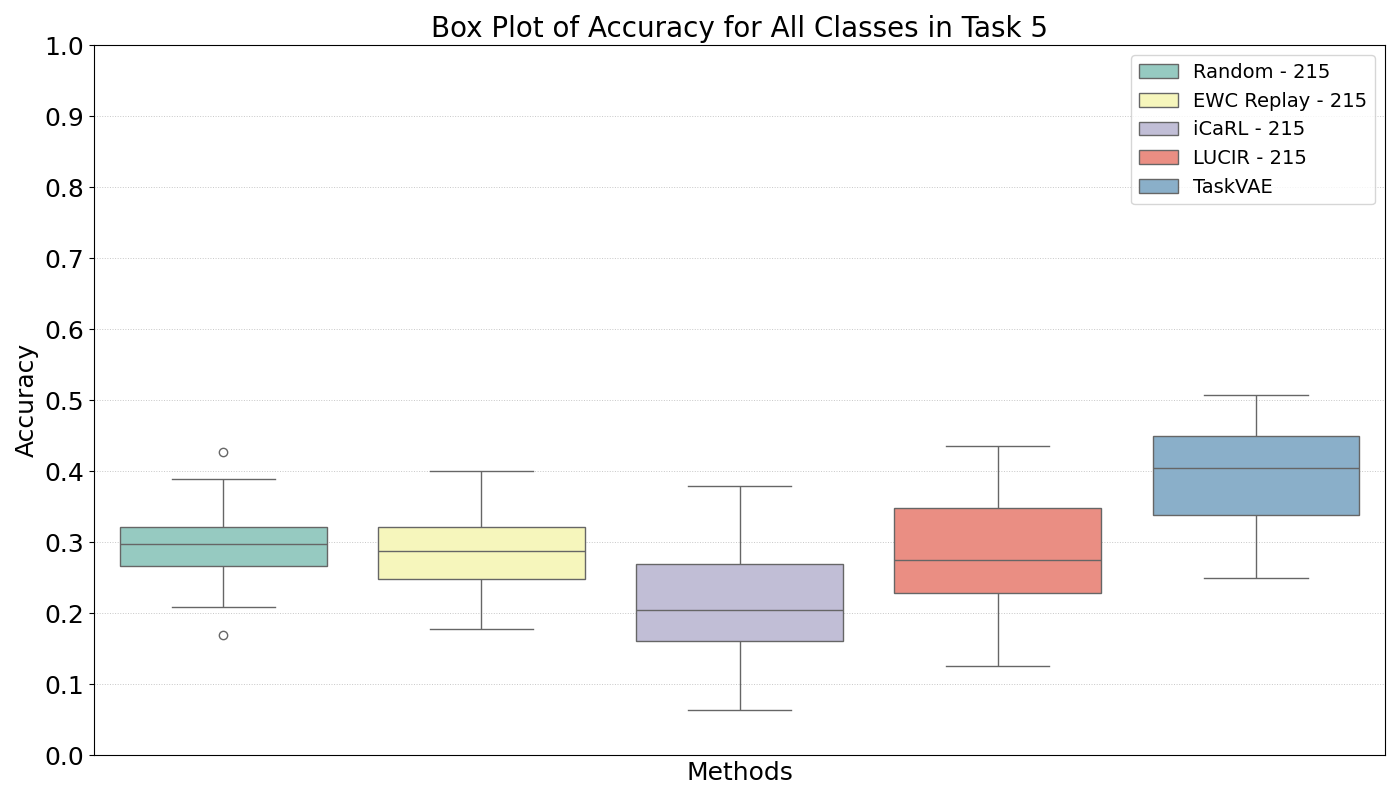 Box Plot of Accuracy for All Classes in Task 5
1.0
0.9
0.8
0.7
0.6
0.5
0.4
0.3
0.2
0.1
0.0
Accuracy
Methods
Random - 215
EWC Replay - 215
iCaRL - 215
LUCIR - 215
TaskVAE